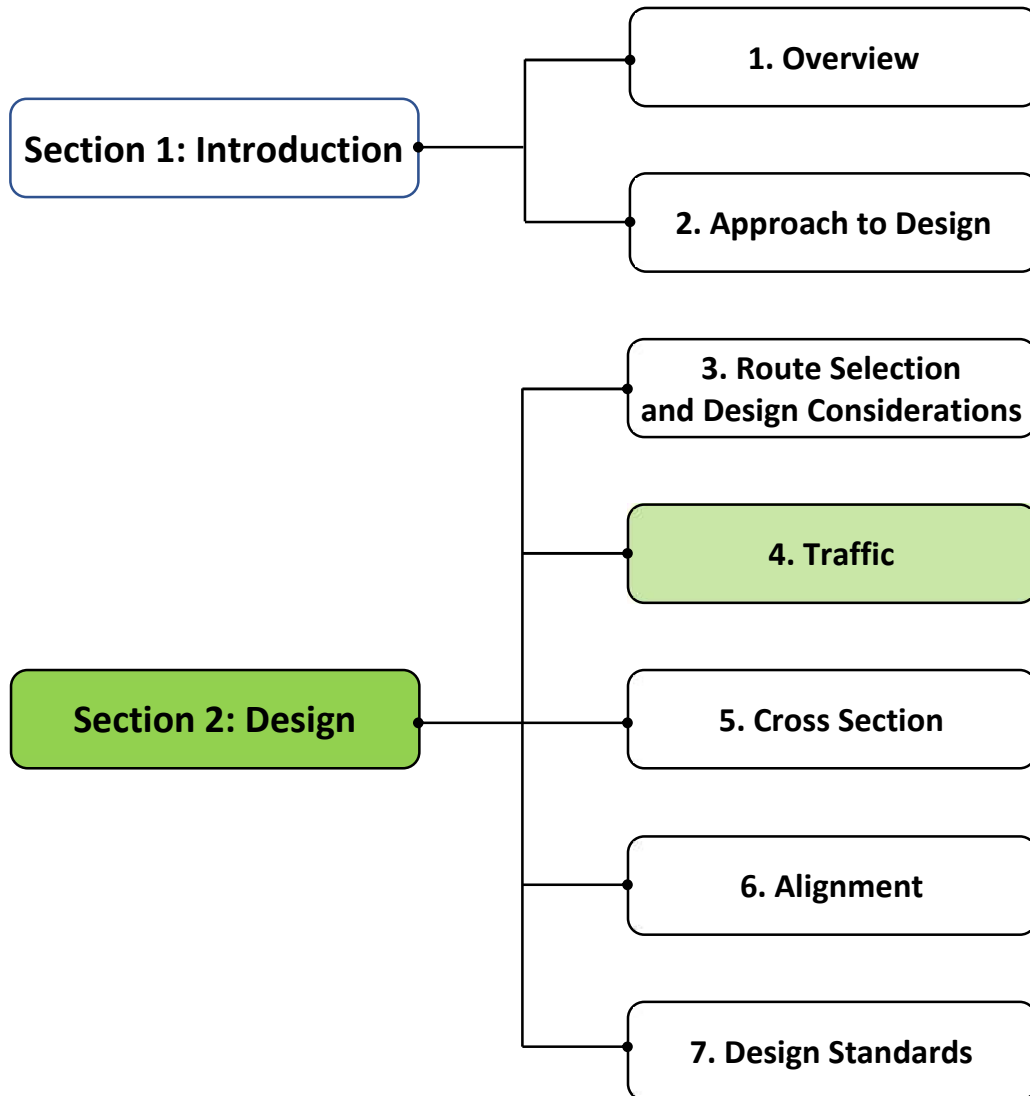 1. Overview
Section 1: Introduction
2. Approach to Design
3. Route Selection
and Design Considerations
4. Traffic
Section 2: Design
5. Cross Section
6. Alignment
7. Design Standards